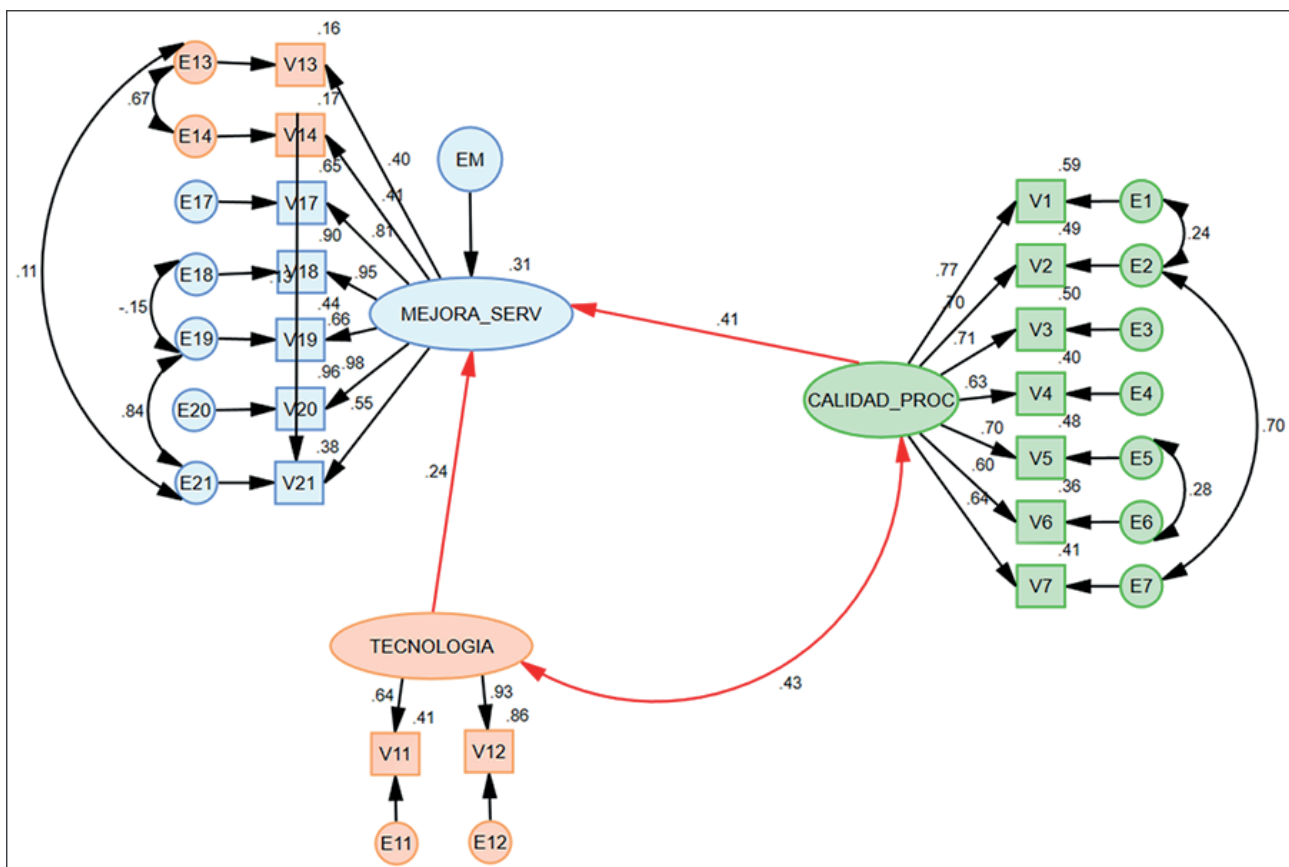 .16
E13
V13
.67
.17
E14
V14
.40
EM
.65
.41
E17
V17
.81
.90
.11
E18
.13
V18
.95
.31
-.15
.44
MEJORA_SERV
E19
V19
.66
.96
.98
E20
V20
.84
.55
.38
E21
V21
.24
.41
.59
V1
E1
.24
.49
.77
V2
E2
.70
.50
.71
V3
E3
.40
CALIDAD_PROC
.63
V4
E4
.48
.70
.70
V5
E5
.60
.36
.28
.64
V6
E6
.41
V7
E7
TECNOLOGIA
.43
.64
.93
.41
.86
V11
V12
E11
E12